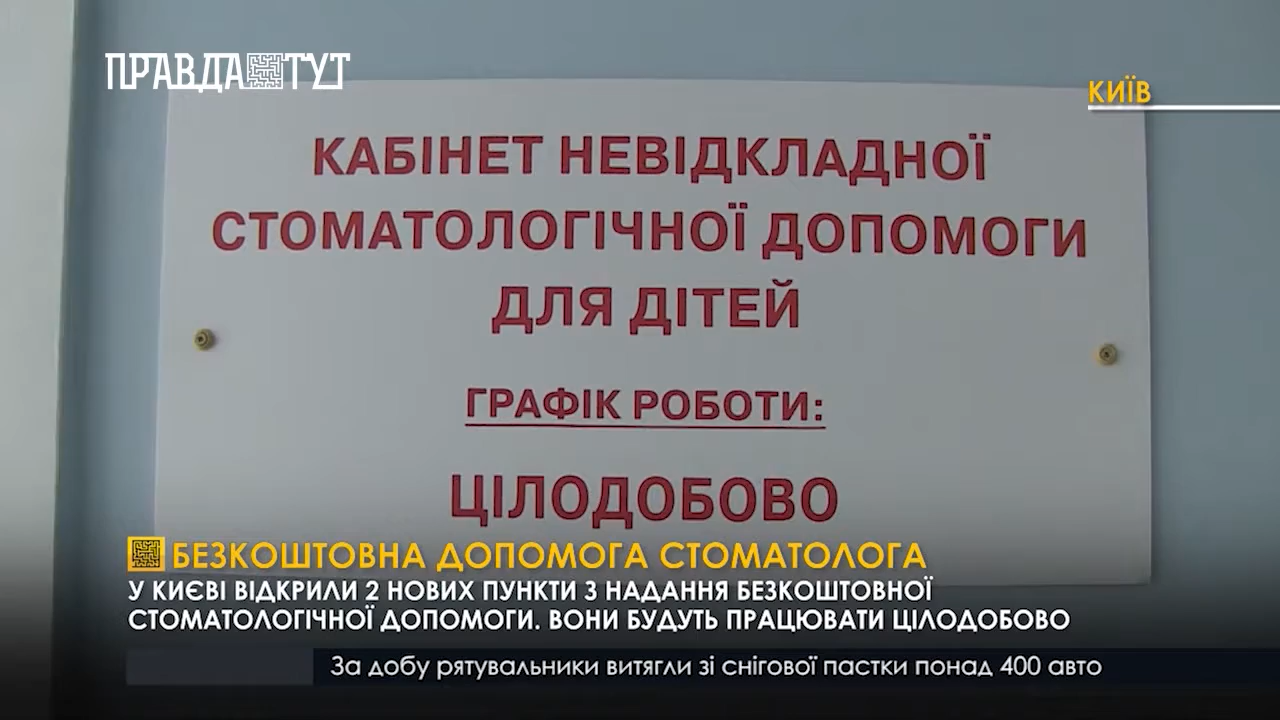 ПРАВДА ТУТ
КИЇВ
КАБІНЕТ НЕВІДКЛАДНОЇ
СТОМАТОЛОГІЧНОЇ ДОПОМОГИ
ДЛЯ ДІТЕЙ
ГРАФІК РОБОТИ:
ЦІЛОДОБОВО
БЕЗКОШТОВНА ДОПОМОГА СТОМАТОЛОГА
У КИЄВІ ВІДКРИЛИ 2 НОВИХ ПУНКТИ З НАДАННЯ БЕЗКОШТОВНОЇ
СТОМАТОЛОГІЧНОЇ ДОПОМОГИ. ВОНИ БУДУТЬ ПРАЦЮВАТИ ЦІЛОДОБОВО
За добу рятувальники витягли зі снігової пастки понад 400 авто